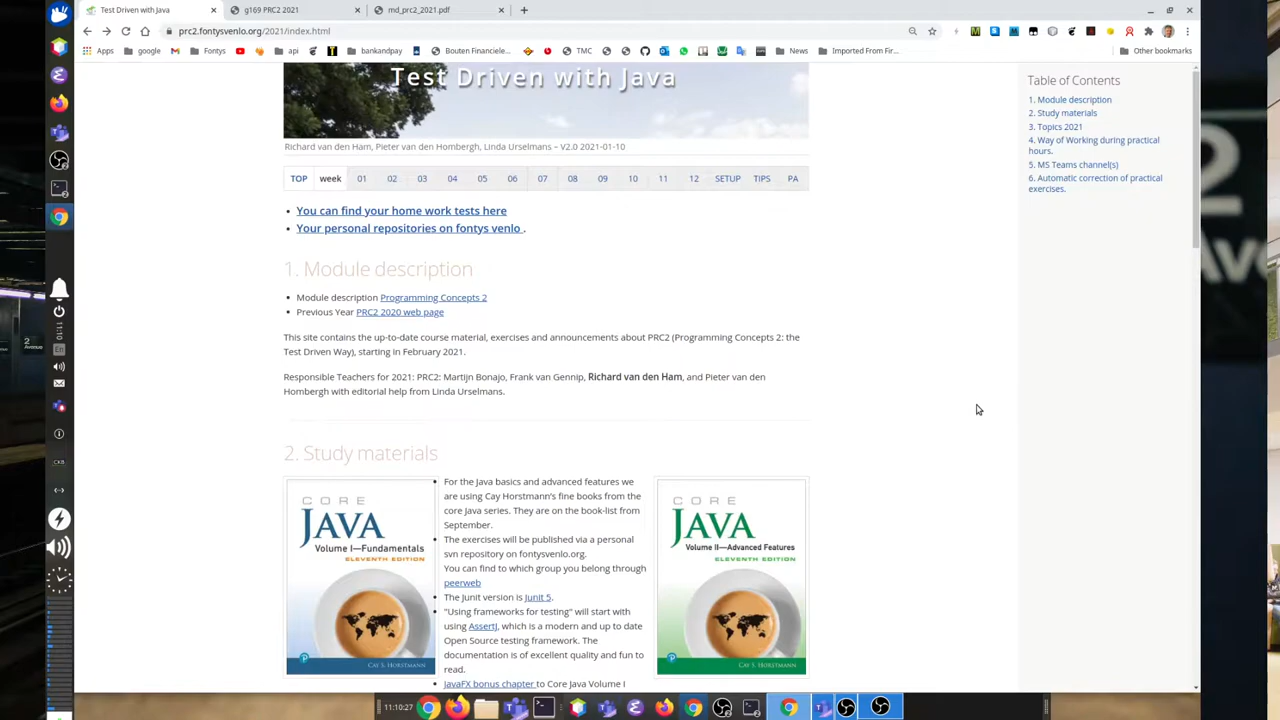 Test Driven with Java
g169 PRC2 2021
md_prc2_2021.pdf
prc2.fontysvenlo.org/2021/index.html
Apps
google
Fontys
api
bankandpay
Bouten Financiele...
TMC
News
Imported From Fir...
Other bookmarks
Test Driven with Java
Richard van den Ham, Pieter van den Hombergh, Linda Urselmans – V2.0 2021-01-10
TOP week 01 02 03 04 05 06 07 08 09 10 11 12 SETUP TIPS PA
You can find your home work tests here
Your personal repositories on fontys venlo .
1. Module description
Module description Programming Concepts 2
Previous Year PRC2 2020 web page
This site contains the up-to-date course material, exercises and announcements about PRC2 (Programming Concepts 2: the
Test Driven Way), starting in February 2021.
Responsible Teachers for 2021: PRC2: Martijn Bonajo, Frank van Gennip, Richard van den Ham, and Pieter van den
Hombergh with editorial help from Linda Urselmans.
2. Study materials
CORE
JAVA
Volume I—Fundamentals
ELEVENTH EDITION
CAY S. HORSTMANN
For the Java basics and advanced features we
are using Cay Horstmann's fine books from the
core Java series. They are on the book-list from
September.
The exercises will be published via a personal
svn repository on fontysvenlo.org.
You can find to which group you belong through
peerweb
The Junit version is Junit 5.
"Using frameworks for testing" will start with
using AssertJ, which is a modern and up to date
Open Source testing framework. The
documentation is of excellent quality and fun to
read.
JavaFX bonus chapter to Core Java Volume I
CORE
JAVA
Volume II—Advanced Features
ELEVENTH EDITION
CAY S. HORSTMANN
Table of Contents
1. Module description
2. Study materials
3. Topics 2021
4. Way of Working during practical
hours.
5. MS Teams channel(s)
6. Automatic correction of practical
exercises.
11:10
En
CKB
11:10:27